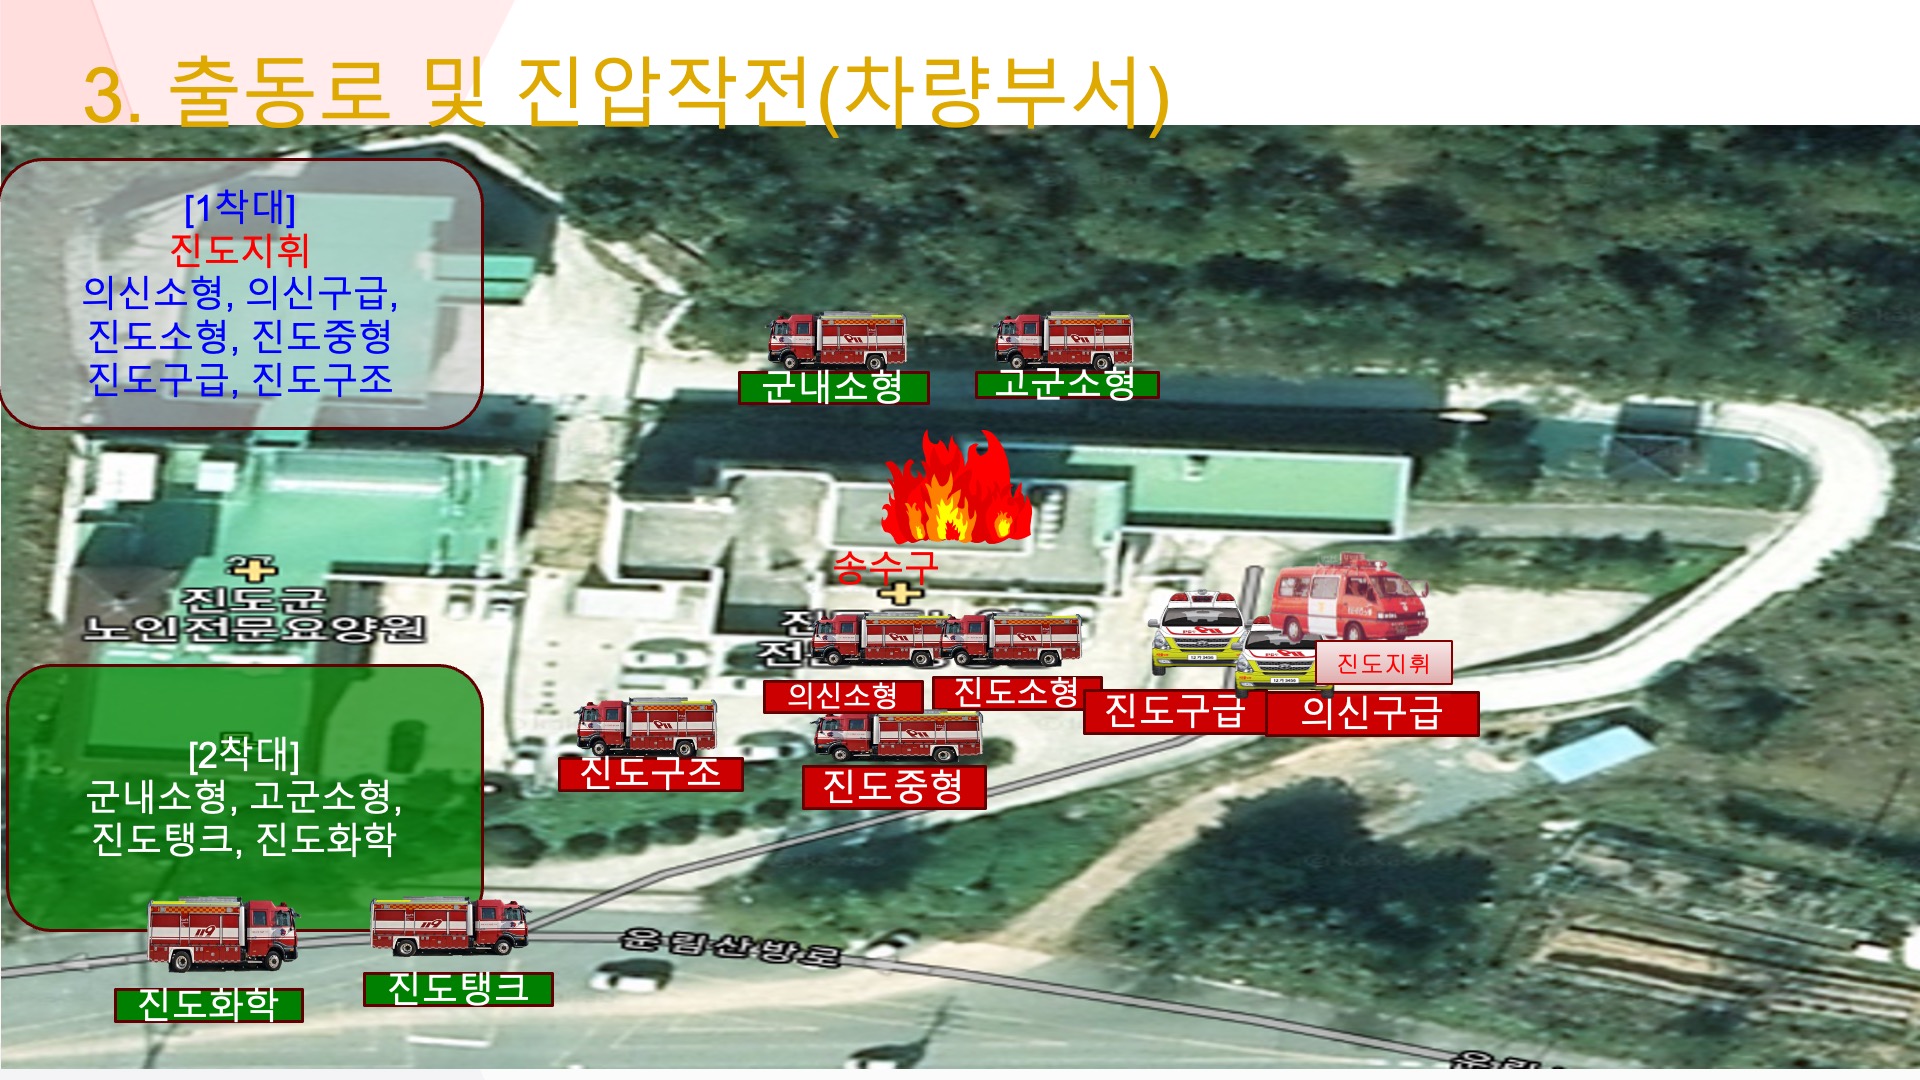 3. 출동로 및 진압작전(차량부서)
[1착대]
진도지휘
의신소형, 의신구급,
진도소형, 진도중형
진도구급, 진도구조
군내소형
고군소형
송수구
진도군
노인전문요양원
진도지휘
의신소형
진도소형
진도구급
의신구급
진도구조
진도중형
[2착대]
군내소형, 고군소형,
진도탱크, 진도화학
운림산방로
진도탱크
진도화학
운림